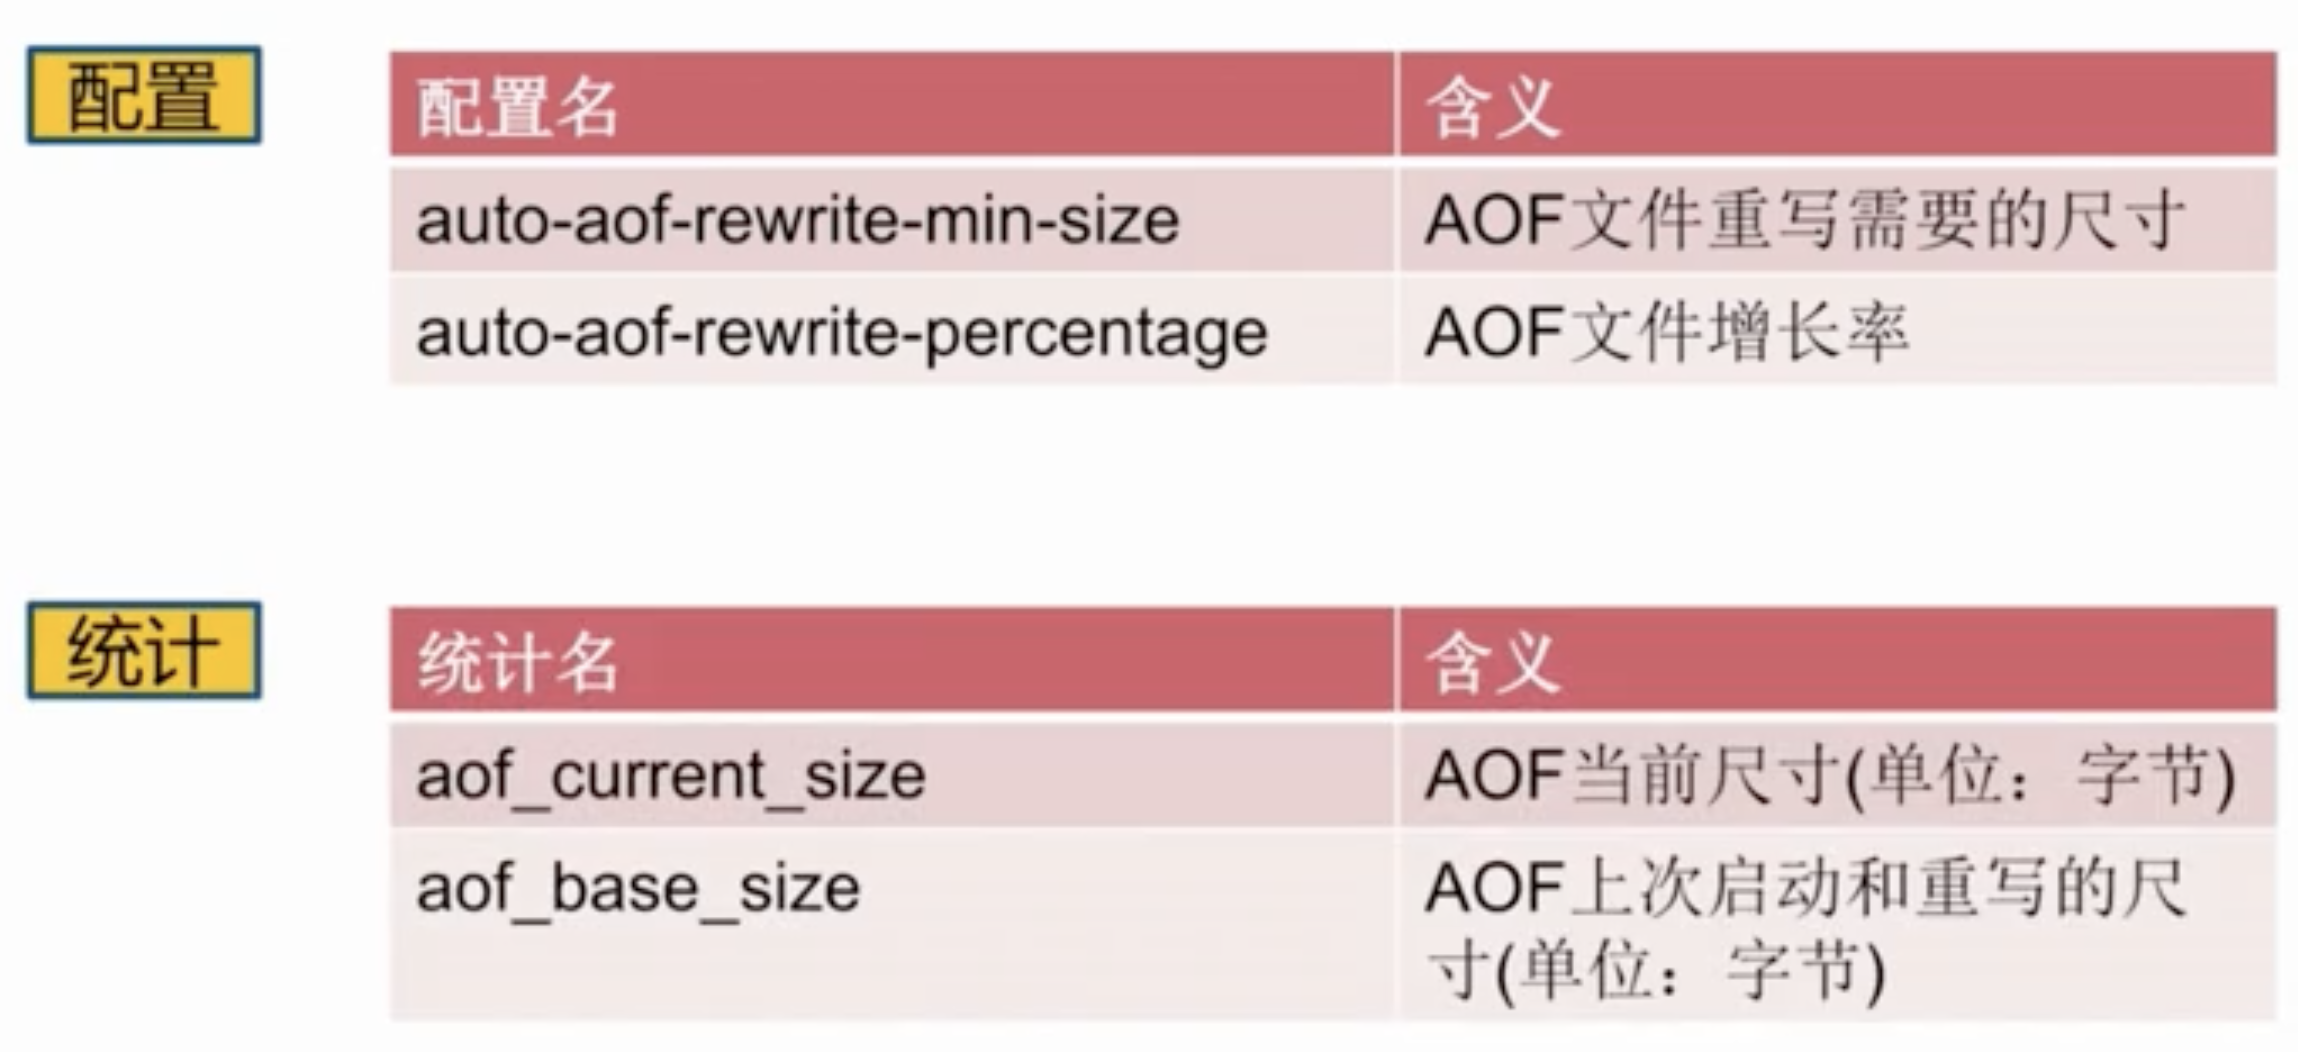 配置
配置名 含义
auto-aof-rewrite-min-size AOF文件重写需要的尺寸
auto-aof-rewrite-percentage AOF文件增长率
统计
统计名 含义
aof_current_size AOF当前尺寸(单位：字节)
aof_base_size AOF上次启动和重写的尺
寸(单位：字节)